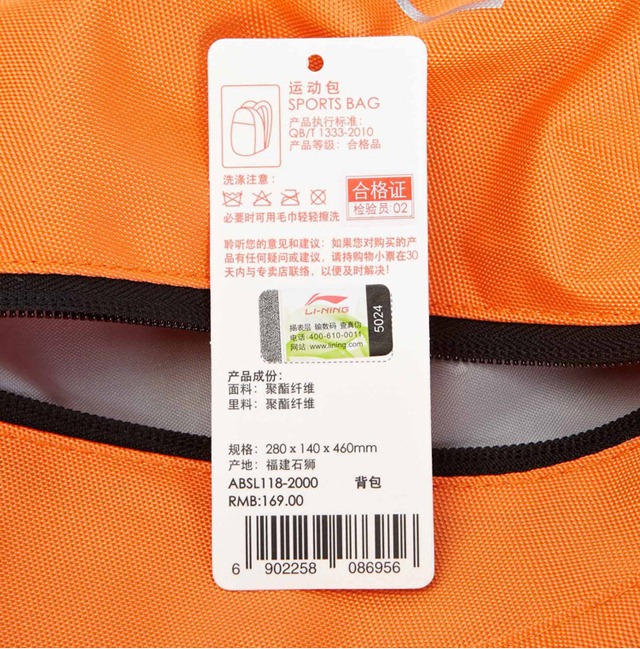 运动包
SPORTS BAG
产品执行标准:
QB/T 1333-2010
产品等级: 合格品
洗涤注意:
必要时可用毛巾轻轻擦洗
合格证
检验员 02
聆听您的意见和建议: 如果您对购买的产
品有任何疑问或建议, 请持购物小票在30
天内与专卖店联络, 以便及时解决!
LI-NING
揭表层 输数码 查真伪
电话:400-610-0011
网站:www.lining.com
5024
产品成份:
面料: 聚酯纤维
里料: 聚酯纤维
规格: 280 x 140 x 460mm
产地: 福建石狮
ABSL118-2000 背包
RMB:169.00
6 902258 086956